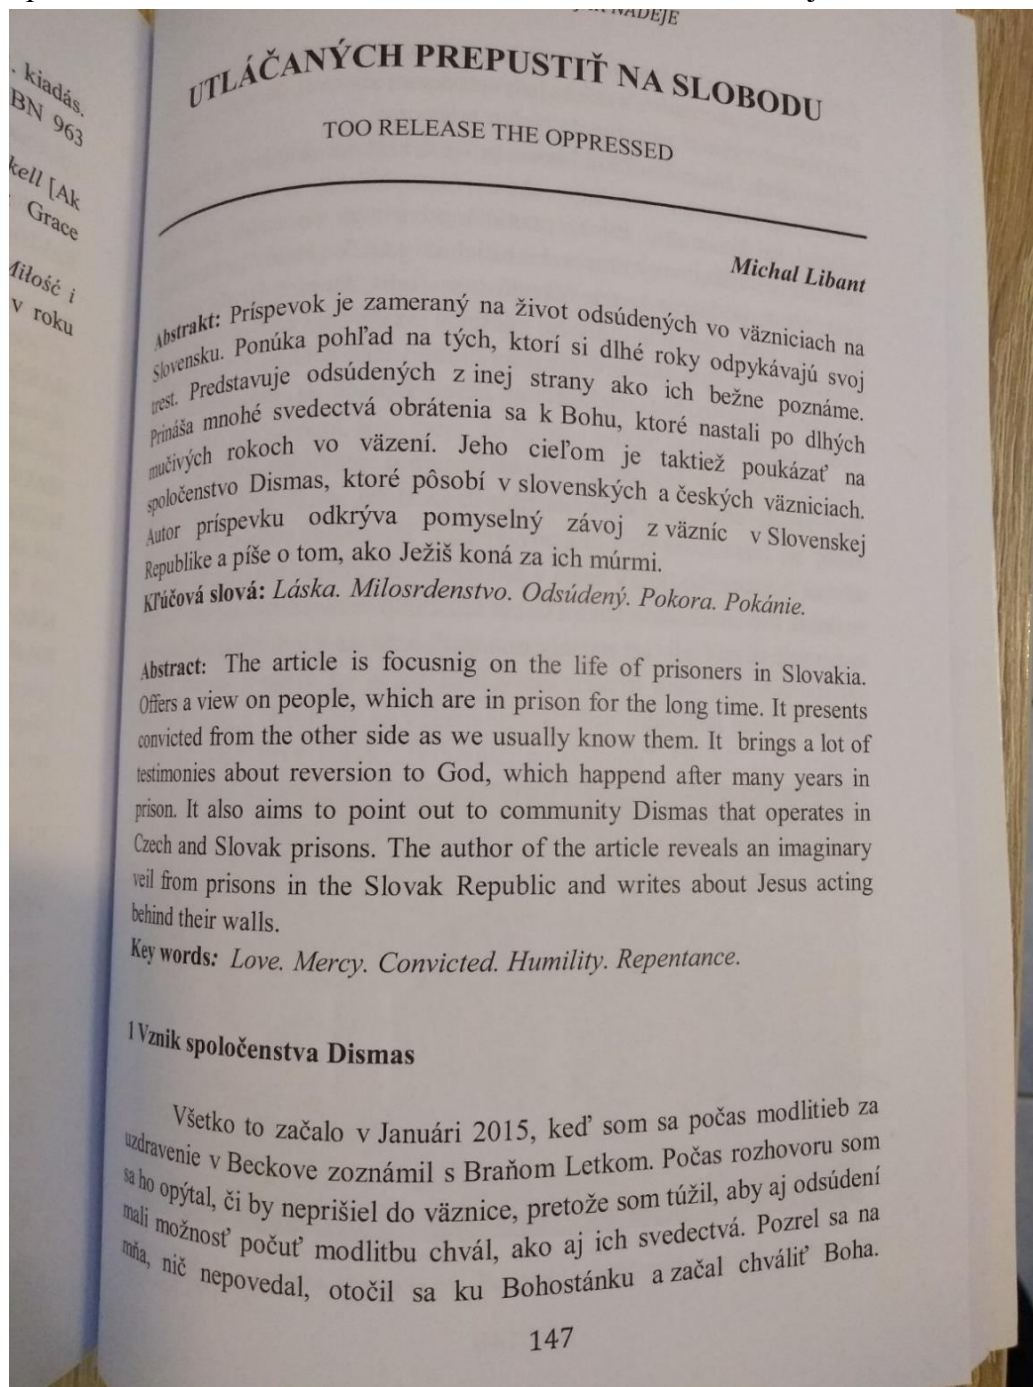 NÁDEJE
UTLÁČANÝCH PREPUSTIŤ NA SLOBODU
TOO RELEASE THE OPPRESSED
Michal Libant
Abstrakt: Príspevok je zameraný na život odsúdených vo väzniciach na
Slovensku. Ponúka pohľad na tých, ktorí si dlhé roky odpykávajú svoj
trest. Predstavuje odsúdených z inej strany ako ich bežne poznáme.
Prináša mnohé svedectvá obrátenia sa k Bohu, ktoré nastali po dlhých
mučivých rokoch vo väzení. Jeho cieľom je taktiež poukázať na
spoločenstvo Dismas, ktoré pôsobí v slovenských a českých väzniciach.
Autor príspevku odkrýva pomyselný závoj z väzníc v Slovenskej
Republike a píše o tom, ako Ježiš koná za ich múrmi.
Kľúčová slová: Láska. Milosrdenstvo. Odsúdený. Pokora. Pokánie.
Abstract: The article is focusnig on the life of prisoners in Slovakia.
Offers a view on people, which are in prison for the long time. It presents
convicted from the other side as we usually know them. It brings a lot of
testimonies about reversion to God, which happend after many years in
prison. It also aims to point out to community Dismas that operates in
Czech and Slovak prisons. The author of the article reveals an imaginary
veil from prisons in the Slovak Republic and writes about Jesus acting
behind their walls.
Key words: Love. Mercy. Convicted. Humility. Repentance.
1 Vznik spoločenstva Dismas
Všetko to začalo v Januári 2015, keď som sa počas modlitieb za
uzdravenie v Beckove zoznámil s Braňom Letkom. Počas rozhovoru som
sa ho opýtal, či by neprišiel do väznice, pretože som túžil, aby aj odsúdení
mali možnosť počuť modlitbu chvál, ako aj ich svedectvá. Pozrel sa na
mňa, nič nepovedal, otočil sa ku Bohostánku a začal chváliť Boha.
147
kiadás.
BN 963
kell [Ak
Grace
Miłość i
v roku